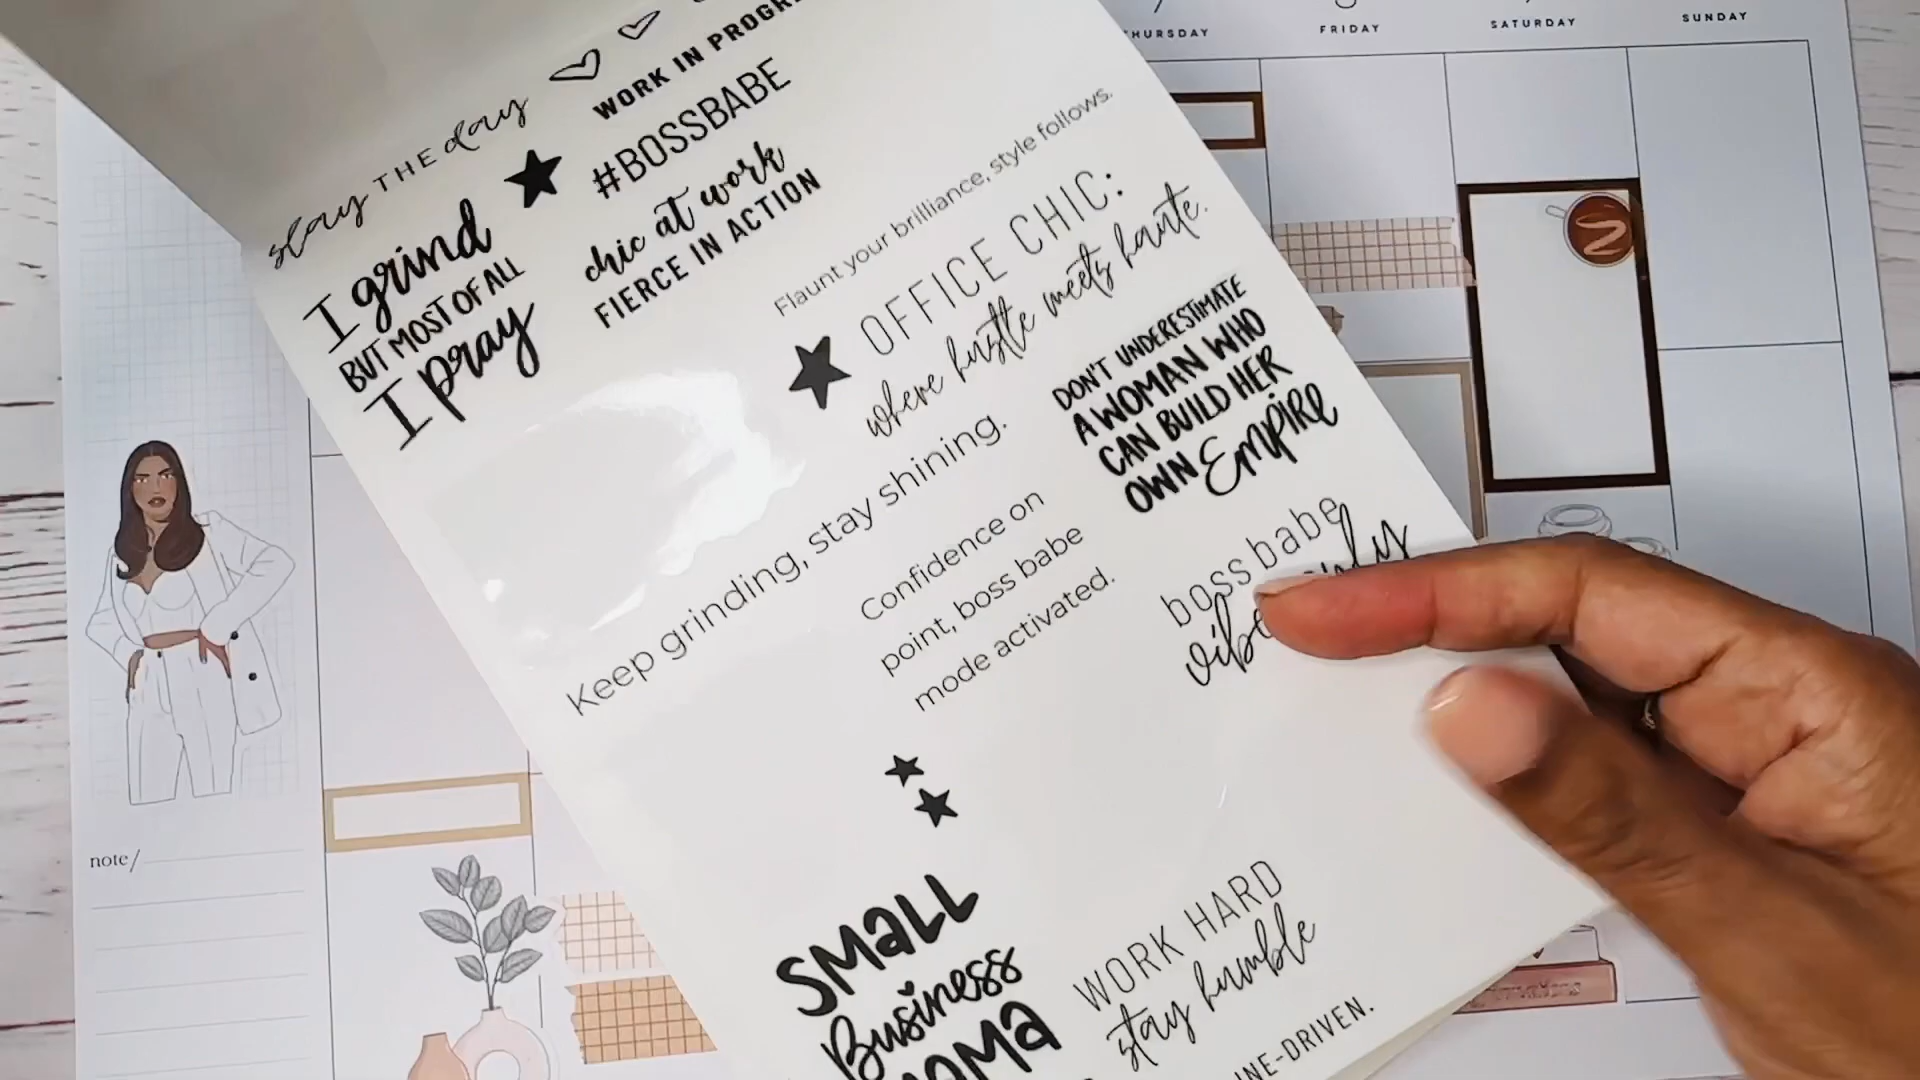 THURSDAY
FRIDAY
SATURDAY
SUNDAY
WORK IN
#BOSSBABE
slay THE day
chic at work
FIERCE IN ACTION
I grind
BUT MOST OF ALL
I pray
Flaunt your brilliance, style follows.
OFFICE CHIC:
where hustle meets haute.
DON'T UNDERESTIMATE
A WOMAN WHO
CAN BUILD HER
OWN EMPIRE
Keep grinding, stay shining.
Confidence on
point, boss babe
mode activated.
boss babe
note/
SMALL
Business
WORK HARD
stay humble